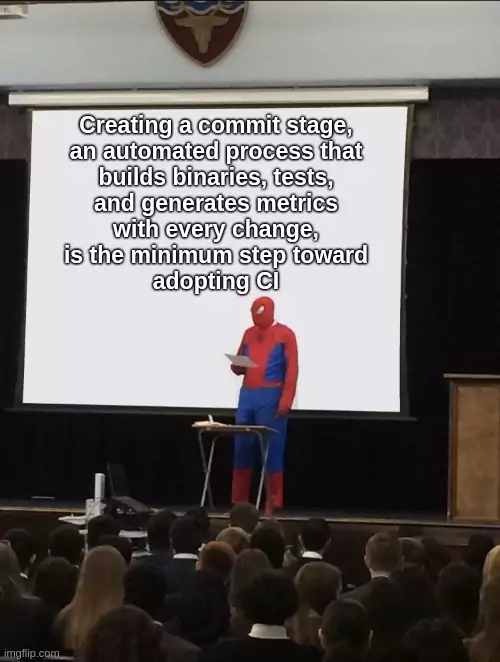 Creating a commit stage,
an automated process that
builds binaries, tests,
and generates metrics
with every change,
is the minimum step toward
adopting CI
imgflip.com